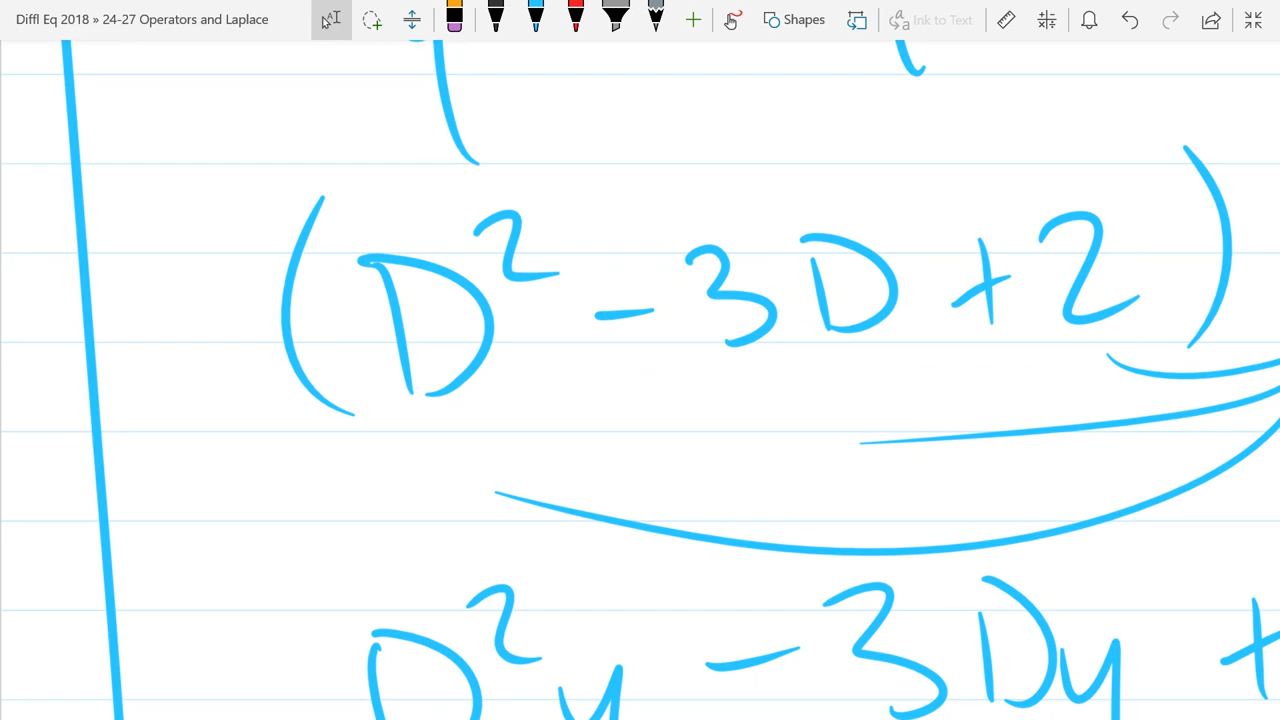 Diffl Eq 2018 » 24-27 Operators and Laplace
Shapes
Ink to Text
(D² - 3D + 2)
D²y - 3Dy +